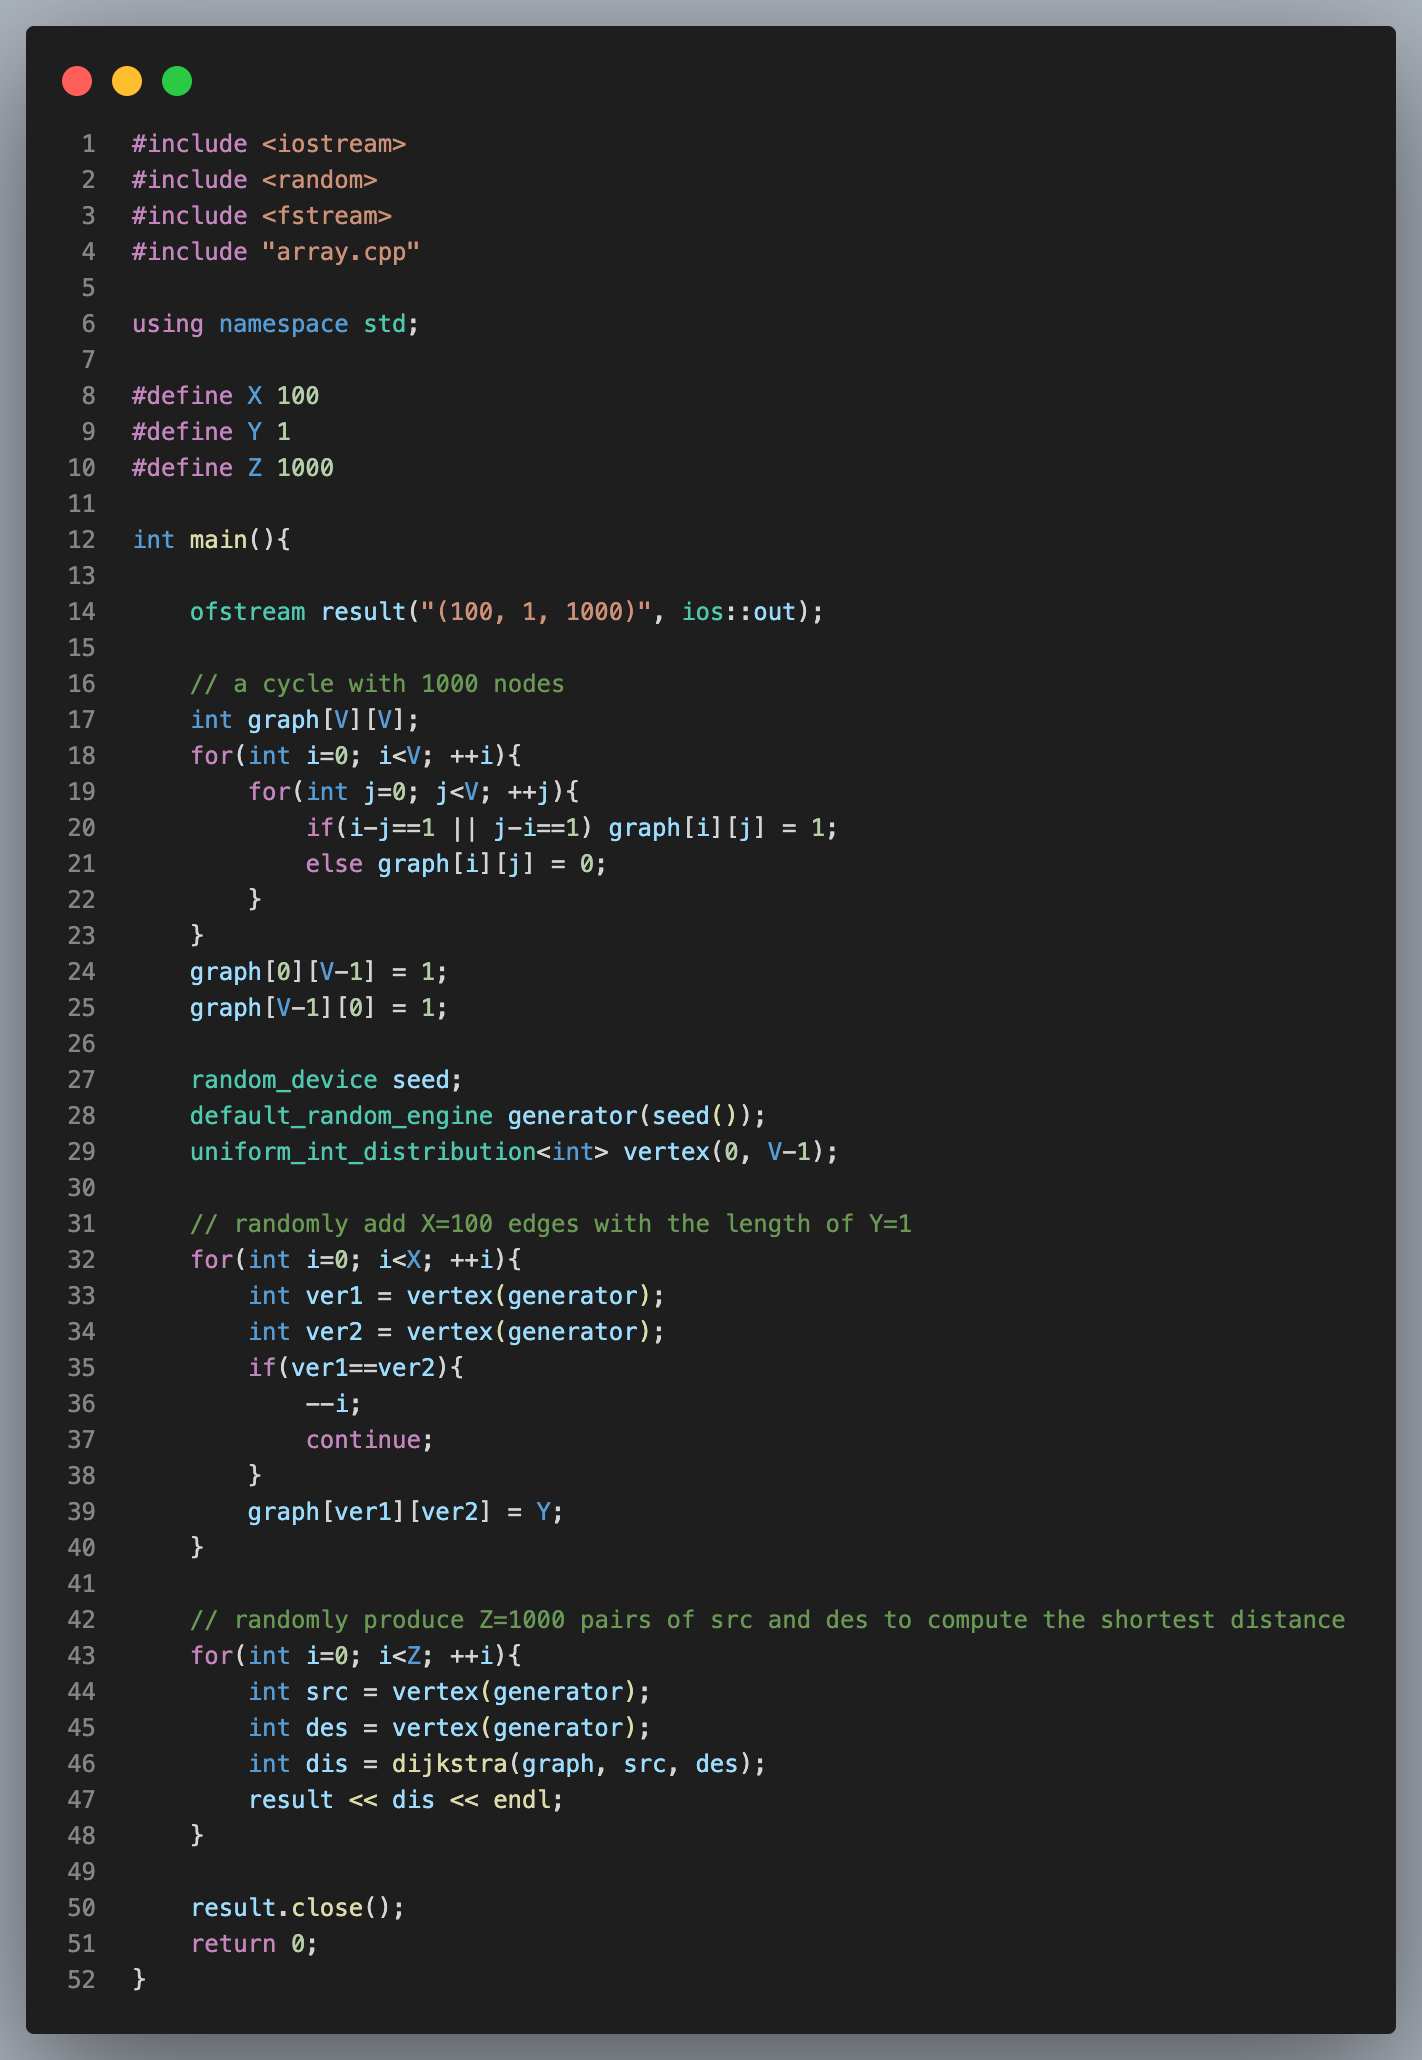 1 #include <iostream>
2 #include <random>
3 #include <fstream>
4 #include "array.cpp"
5
6 using namespace std;
7
8 #define X 100
9 #define Y 1
10 #define Z 1000
11
12 int main(){
13
14     ofstream result("(100, 1, 1000)", ios::out);
15
16     // a cycle with 1000 nodes
17     int graph[V][V];
18     for(int i=0; i<V; ++i){
19         for(int j=0; j<V; ++j){
20             if(i-j==1 || j-i==1) graph[i][j] = 1;
21             else graph[i][j] = 0;
22         }
23     }
24     graph[0][V-1] = 1;
25     graph[V-1][0] = 1;
26
27     random_device seed;
28     default_random_engine generator(seed());
29     uniform_int_distribution<int> vertex(0, V-1);
30
31     // randomly add X=100 edges with the length of Y=1
32     for(int i=0; i<X; ++i){
33         int ver1 = vertex(generator);
34         int ver2 = vertex(generator);
35         if(ver1==ver2){
36             --i;
37             continue;
38         }
39         graph[ver1][ver2] = Y;
40     }
41
42     // randomly produce Z=1000 pairs of src and des to compute the shortest distance
43     for(int i=0; i<Z; ++i){
44         int src = vertex(generator);
45         int des = vertex(generator);
46         int dis = dijkstra(graph, src, des);
47         result << dis << endl;
48     }
49
50     result.close();
51     return 0;
52 }